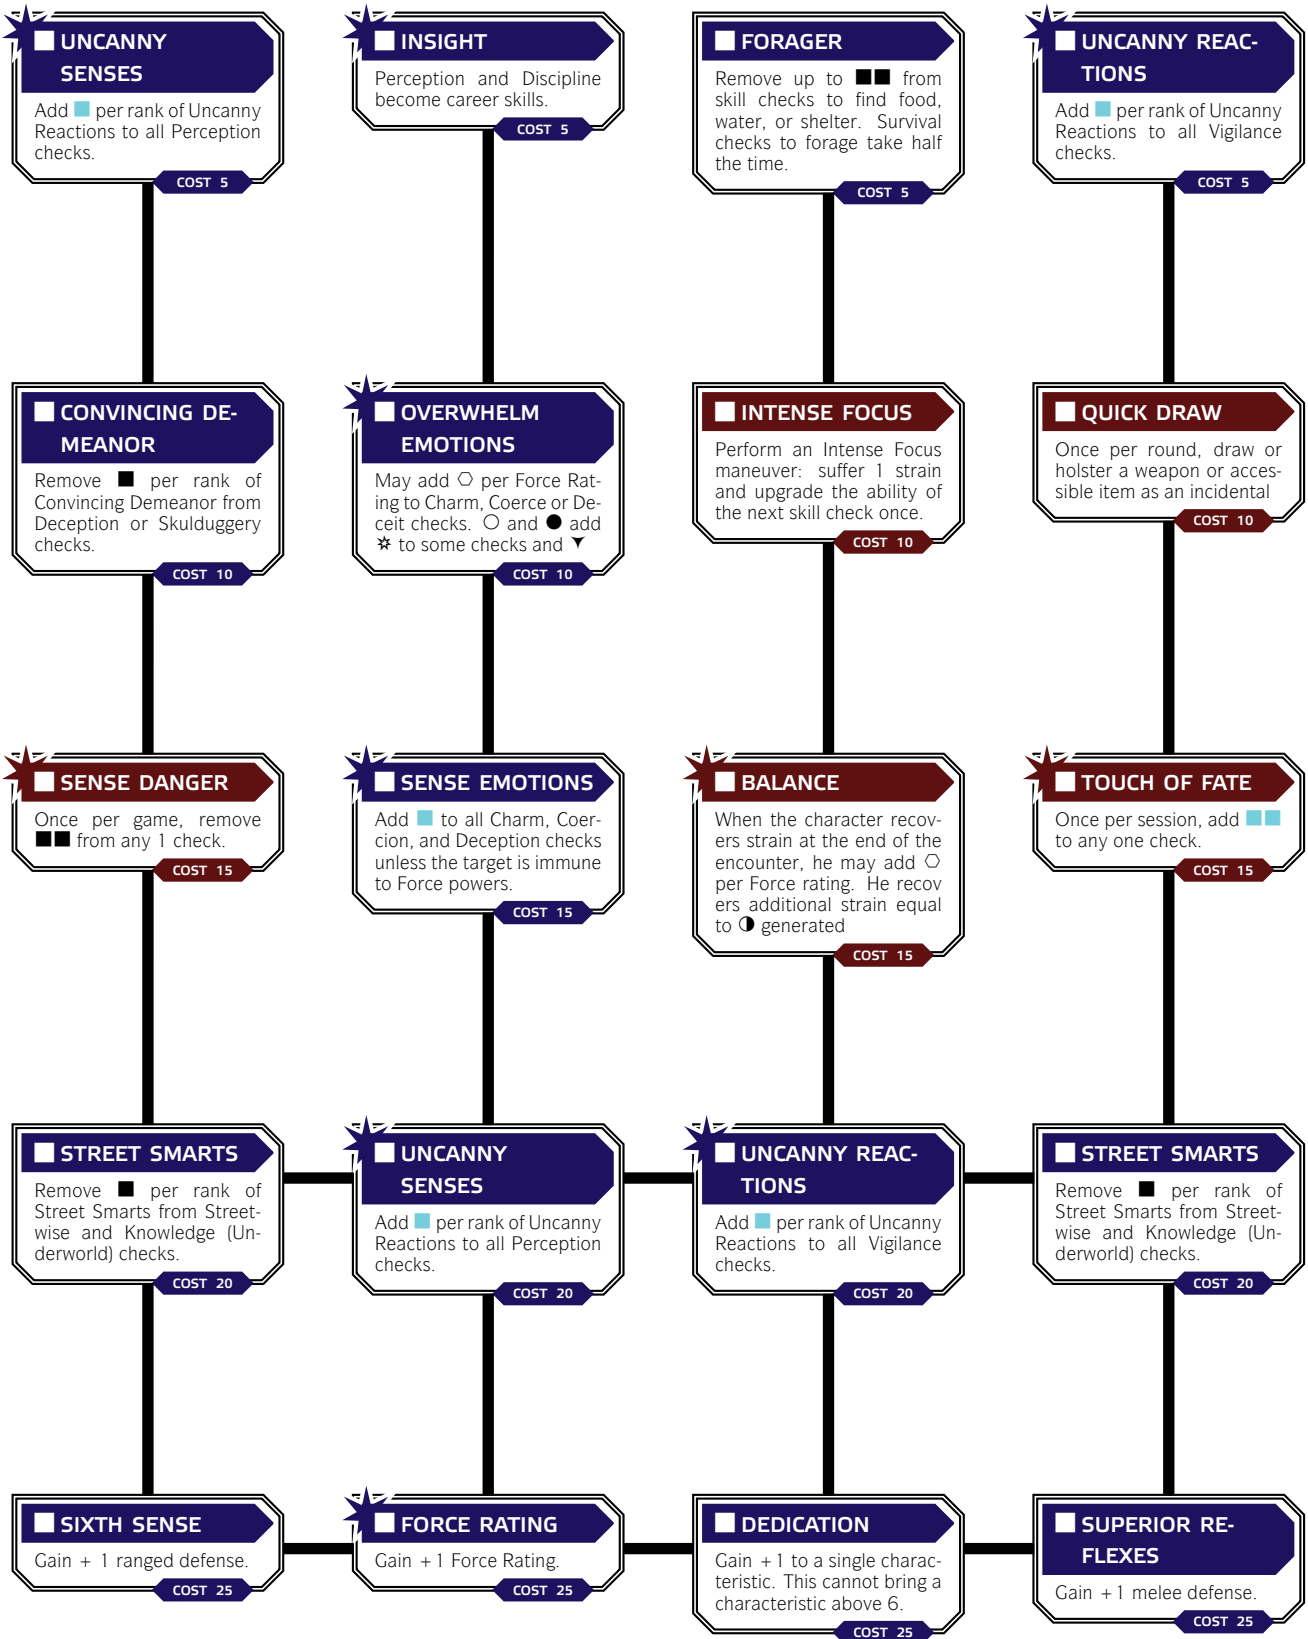 UNCANNY
SENSES
Add per rank of Uncanny
Reactions to all Perception
checks.
COST 5
INSIGHT
Perception and Discipline
become career skills.
COST 5
FORAGER
Remove up to ■■ from
skill checks to find food,
water, or shelter. Survival
checks to forage take half
the time.
COST 5
UNCANNY REAC-
TIONS
Add per rank of Uncanny
Reactions to all Vigilance
checks.
COST 5
CONVINCING DE-
MEANOR
Remove ■ per rank of
Convincing Demeanor from
Deception or Skulduggery
checks.
COST 10
OVERWHELM
EMOTIONS
May add ⬡ per Force Rat-
ing to Charm, Coerce or De-
ceit checks. ○ and ● add
to some checks and
COST 10
INTENSE FOCUS
Perform an Intense Focus
maneuver: suffer 1 strain
and upgrade the ability of
the next skill check once.
COST 10
QUICK DRAW
Once per round, draw or
holster a weapon or acces-
sible item as an incidental
COST 10
SENSE DANGER
Once per game, remove
■■ from any 1 check.
COST 15
SENSE EMOTIONS
Add to all Charm, Coer-
cion, and Deception checks
unless the target is immune
to Force powers.
COST 15
BALANCE
When the character recov-
ers strain at the end of the
encounter, he may add ⬡
per Force rating. He recov
ers additional strain equal
to ◑ generated
COST 15
TOUCH OF FATE
Once per session, add
to any one check.
COST 15
STREET SMARTS
Remove ■ per rank of
Street Smarts from Street-
wise and Knowledge (Un-
derworld) checks.
COST 20
UNCANNY
SENSES
Add per rank of Uncanny
Reactions to all Perception
checks.
COST 20
UNCANNY REAC-
TIONS
Add per rank of Uncanny
Reactions to all Vigilance
checks.
COST 20
STREET SMARTS
Remove ■ per rank of
Street Smarts from Street-
wise and Knowledge (Un-
derworld) checks.
COST 20
SIXTH SENSE
Gain + 1 ranged defense.
COST 25
FORCE RATING
Gain +1 Force Rating.
COST 25
DEDICATION
Gain +1 to a single charac-
teristic. This cannot bring a
characteristic above 6.
COST 25
SUPERIOR RE-
FLEXES
Gain +1 melee defense.
COST 25